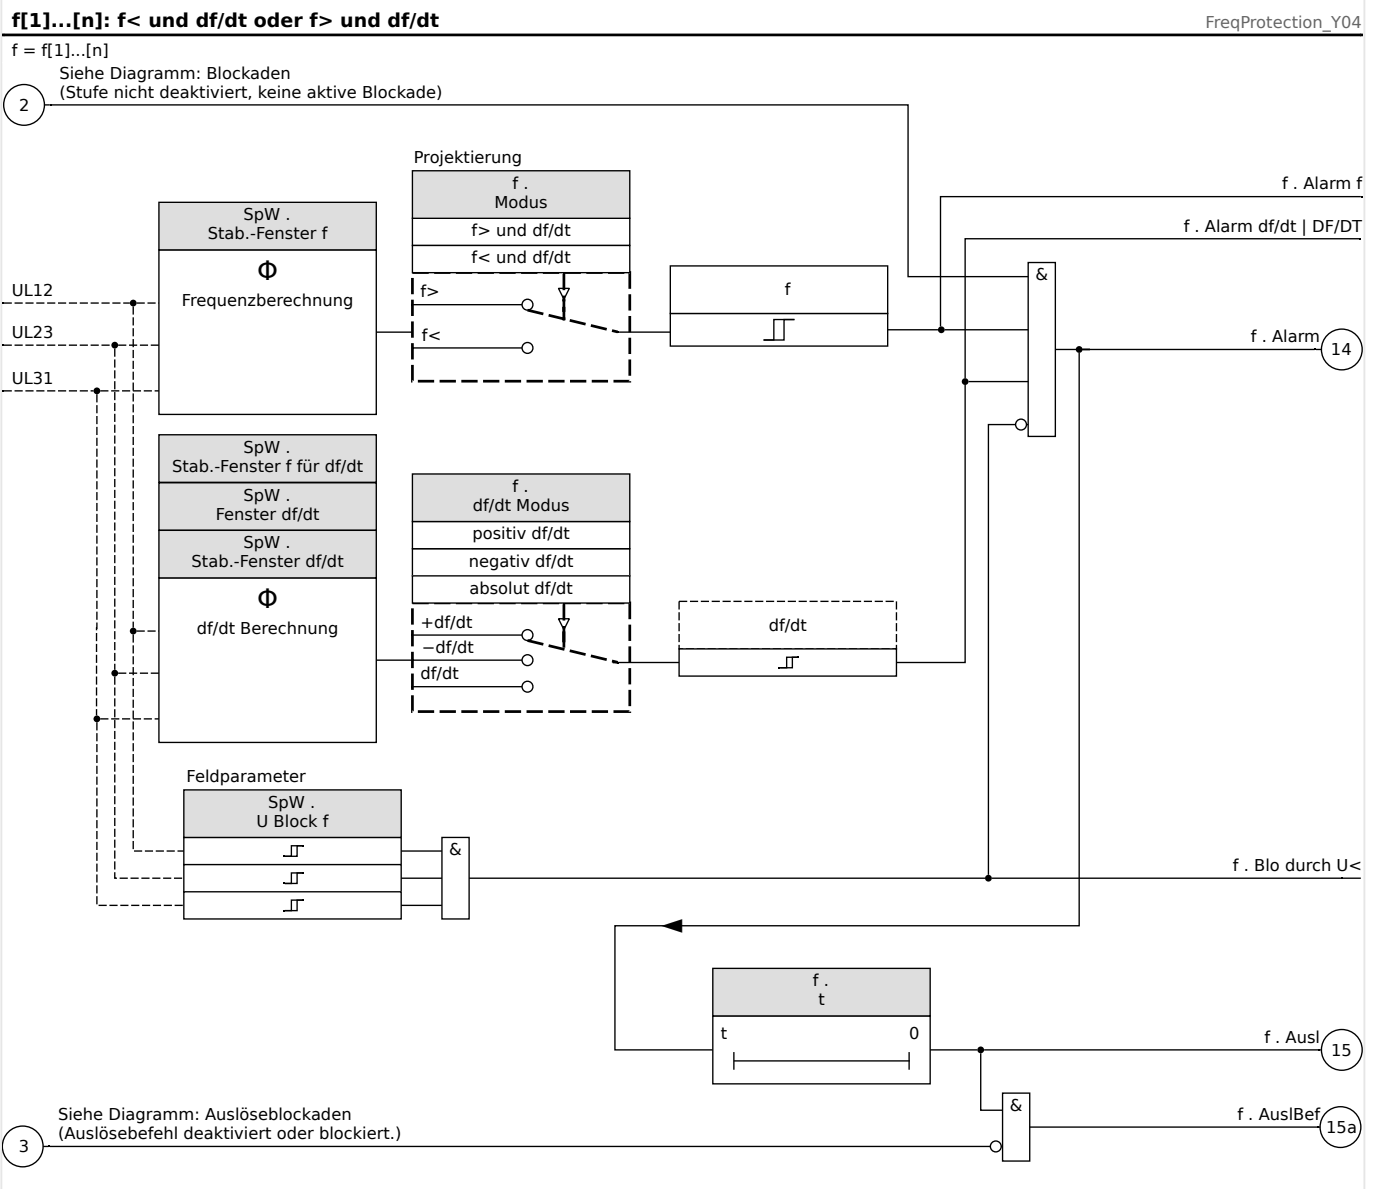 f[1]...[n]: f< und df/dt oder f> und df/dt
FreqProtection_Y04
f = f[1]...[n]
Siehe Diagramm: Blockaden
(Stufe nicht deaktiviert, keine aktive Blockade)
2
Projektierung
f .
Modus
f> und df/dt
f< und df/dt
f>
f<
SpW .
Stab.-Fenster f
Φ
Frequenzberechnung
UL12
UL23
UL31
f
f . Alarm f
f . Alarm df/dt | DF/DT
&
f . Alarm
14
SpW .
Stab.-Fenster f für df/dt
SpW .
Fenster df/dt
SpW .
Stab.-Fenster df/dt
Φ
df/dt Berechnung
f .
df/dt Modus
positiv df/dt
negativ df/dt
absolut df/dt
+df/dt
−df/dt
df/dt
df/dt
Feldparameter
SpW .
U Block f
&
f . Blo durch U<
f .
t
t
0
f . Ausl
15
Siehe Diagramm: Auslöseblockaden
(Auslösebefehl deaktiviert oder blockiert.)
3
&
f . AuslBef
15a